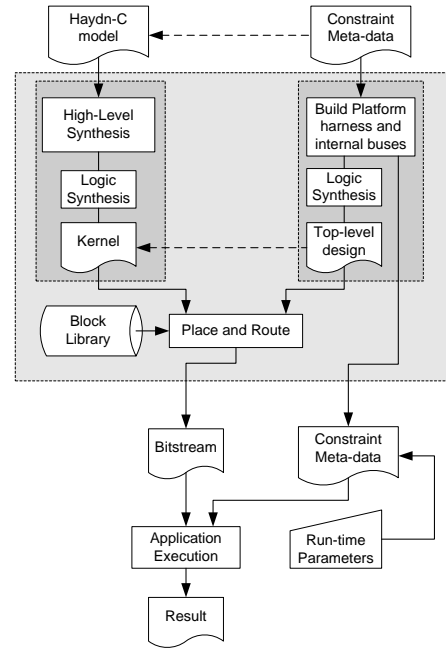 Haydn-C
model
Constraint
Meta-data
High-Level
Synthesis
Build Platform
harness and
internal buses
Logic
Synthesis
Logic
Synthesis
Kernel
Top-level
design
Block
Library
Place and Route
Bitstream
Constraint
Meta-data
Application
Execution
Run-time
Parameters
Result